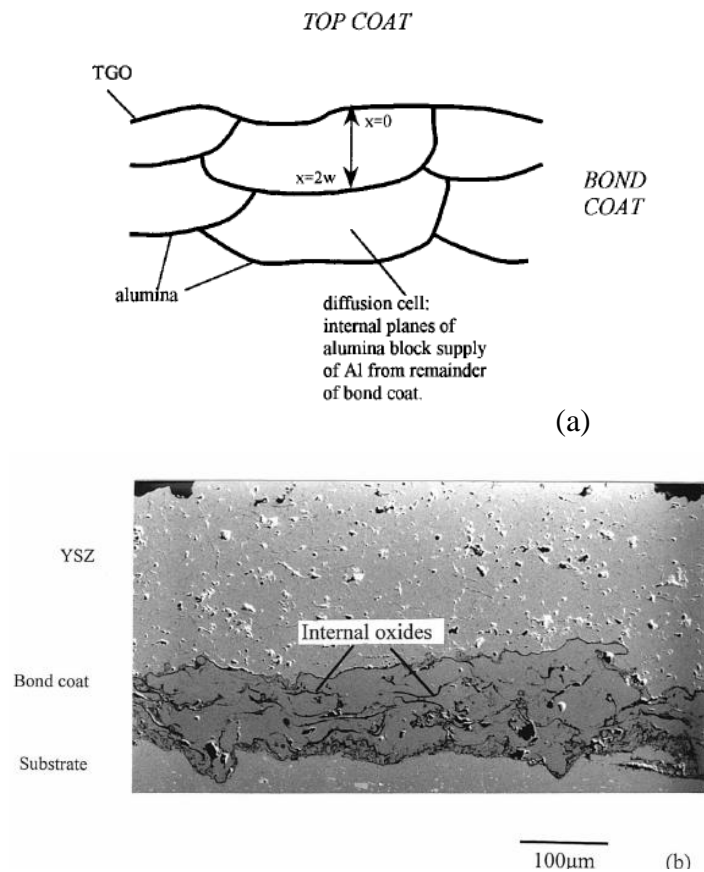 TOP COAT
TGO
x=0
x=2w
BOND
COAT
alumina
diffusion cell:
internal planes of
alumina block supply
of Al from remainder
of bond coat.
(a)
YSZ
Internal oxides
Bond coat
Substrate
100µm
(b)